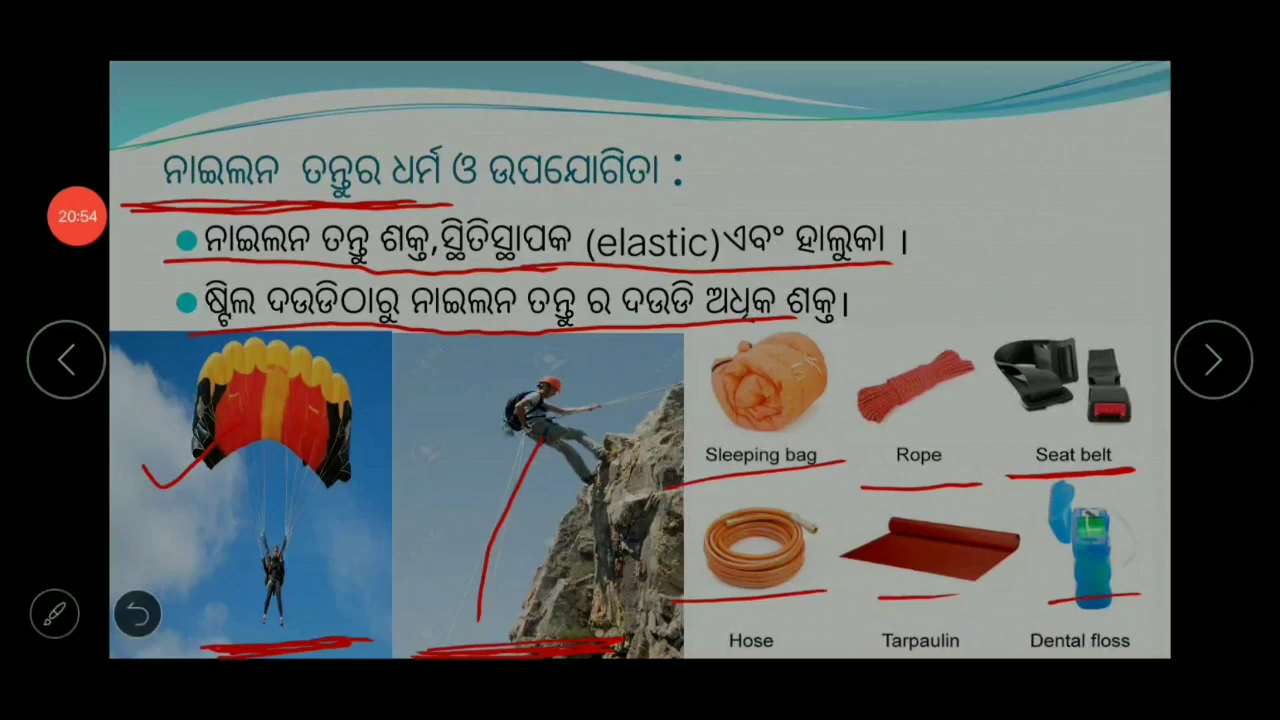 ନାଇଲନ ତନ୍ତୁର ଧର୍ମ ଓ ଉପଯୋଗିତା :
20:54
ନାଇଲନ ତନ୍ତୁ ଶକ୍ତ,ସ୍ଥିତିସ୍ଥାପକ (elastic)ଏବଂ ହାଲୁକା ।
ଷ୍ଟିଲ ଦଉଡିଠାରୁ ନାଇଲନ ତନ୍ତୁ ର ଦଉଡି ଅଧିକ ଶକ୍ତ।
Sleeping bag Rope Seat belt
Hose Tarpaulin Dental floss